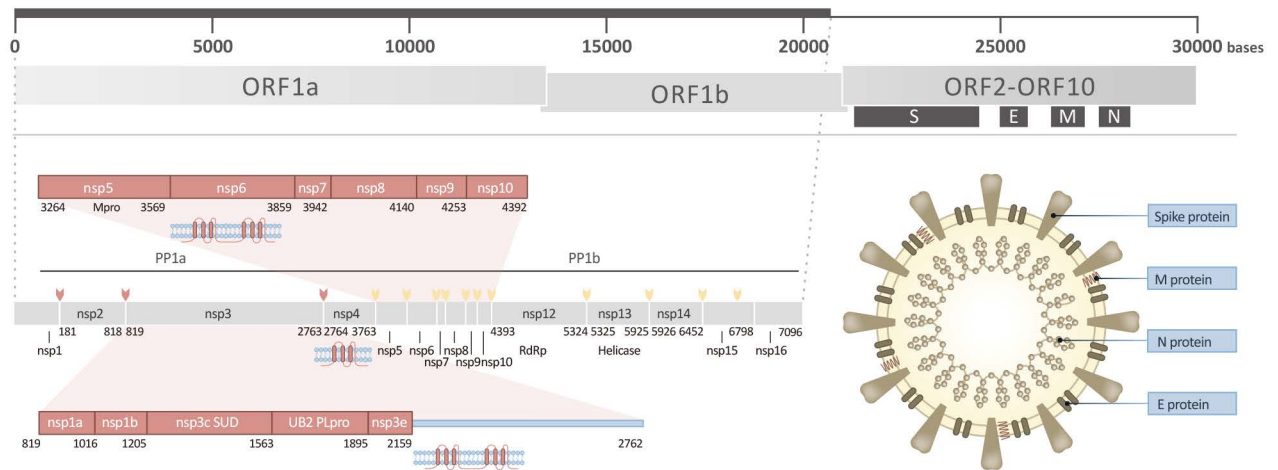 0 5000 10000 15000 20000 25000 30000 bases
ORF1a ORF1b ORF2-ORF10
S E M N
nsp5 nsp6 nsp7 nsp8 nsp9 nsp10
3264 Mpro 3569 3859 3942 4140 4253 4392
PP1a PP1b
nsp2 nsp3 nsp4 nsp12 nsp13 nsp14
181 818 819 2763 2764 3763 4393 5324 5325 5925 5926 6452 6798 7096
nsp1 nsp5 nsp6 nsp7 nsp8 nsp9 nsp10 RdRp Helicase nsp15 nsp16
nsp1a nsp1b nsp3c SUD UB2 PLpro nsp3e
819 1016 1205 1563 1895 2159 2762
Spike protein
M protein
N protein
E protein